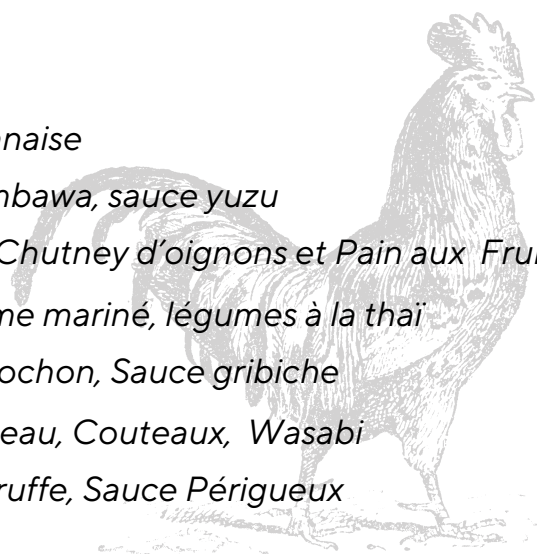 naise
nbawa, sauce yuzu
Chutney d’oignons et Pain aux Frui
me mariné, légumes à la thaï
ochon, Sauce gribiche
eau, Couteaux, Wasabi
ruffe, Sauce Périgueux